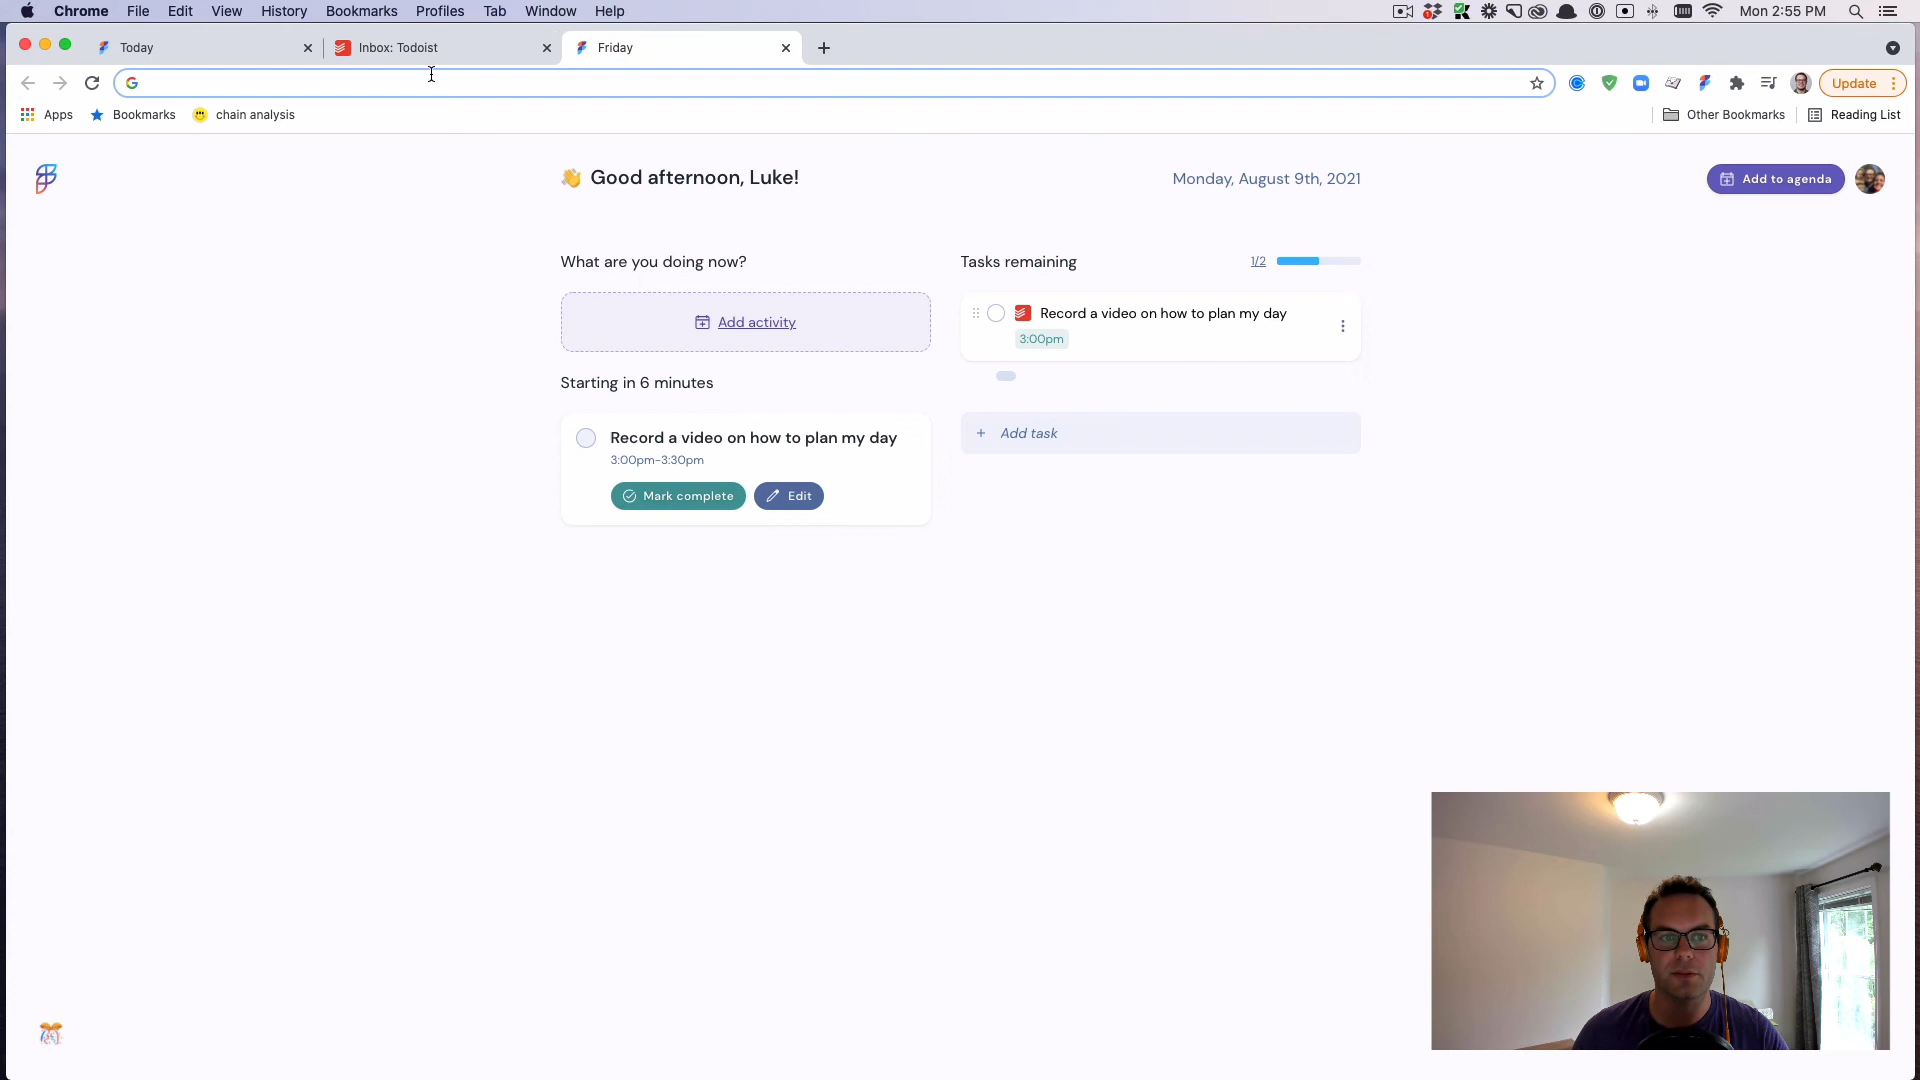 Chrome File Edit View History Bookmarks Profiles Tab Window Help
Mon 2:55 PM
Today
Inbox: Todoist
Friday
Update
Apps
Bookmarks
chain analysis
Other Bookmarks
Reading List
👋 Good afternoon, Luke!
Monday, August 9th, 2021
Add to agenda
What are you doing now?
Add activity
Starting in 6 minutes
Record a video on how to plan my day
3:00pm-3:30pm
Mark complete
Edit
Tasks remaining
1/2
Record a video on how to plan my day
3:00pm
+ Add task